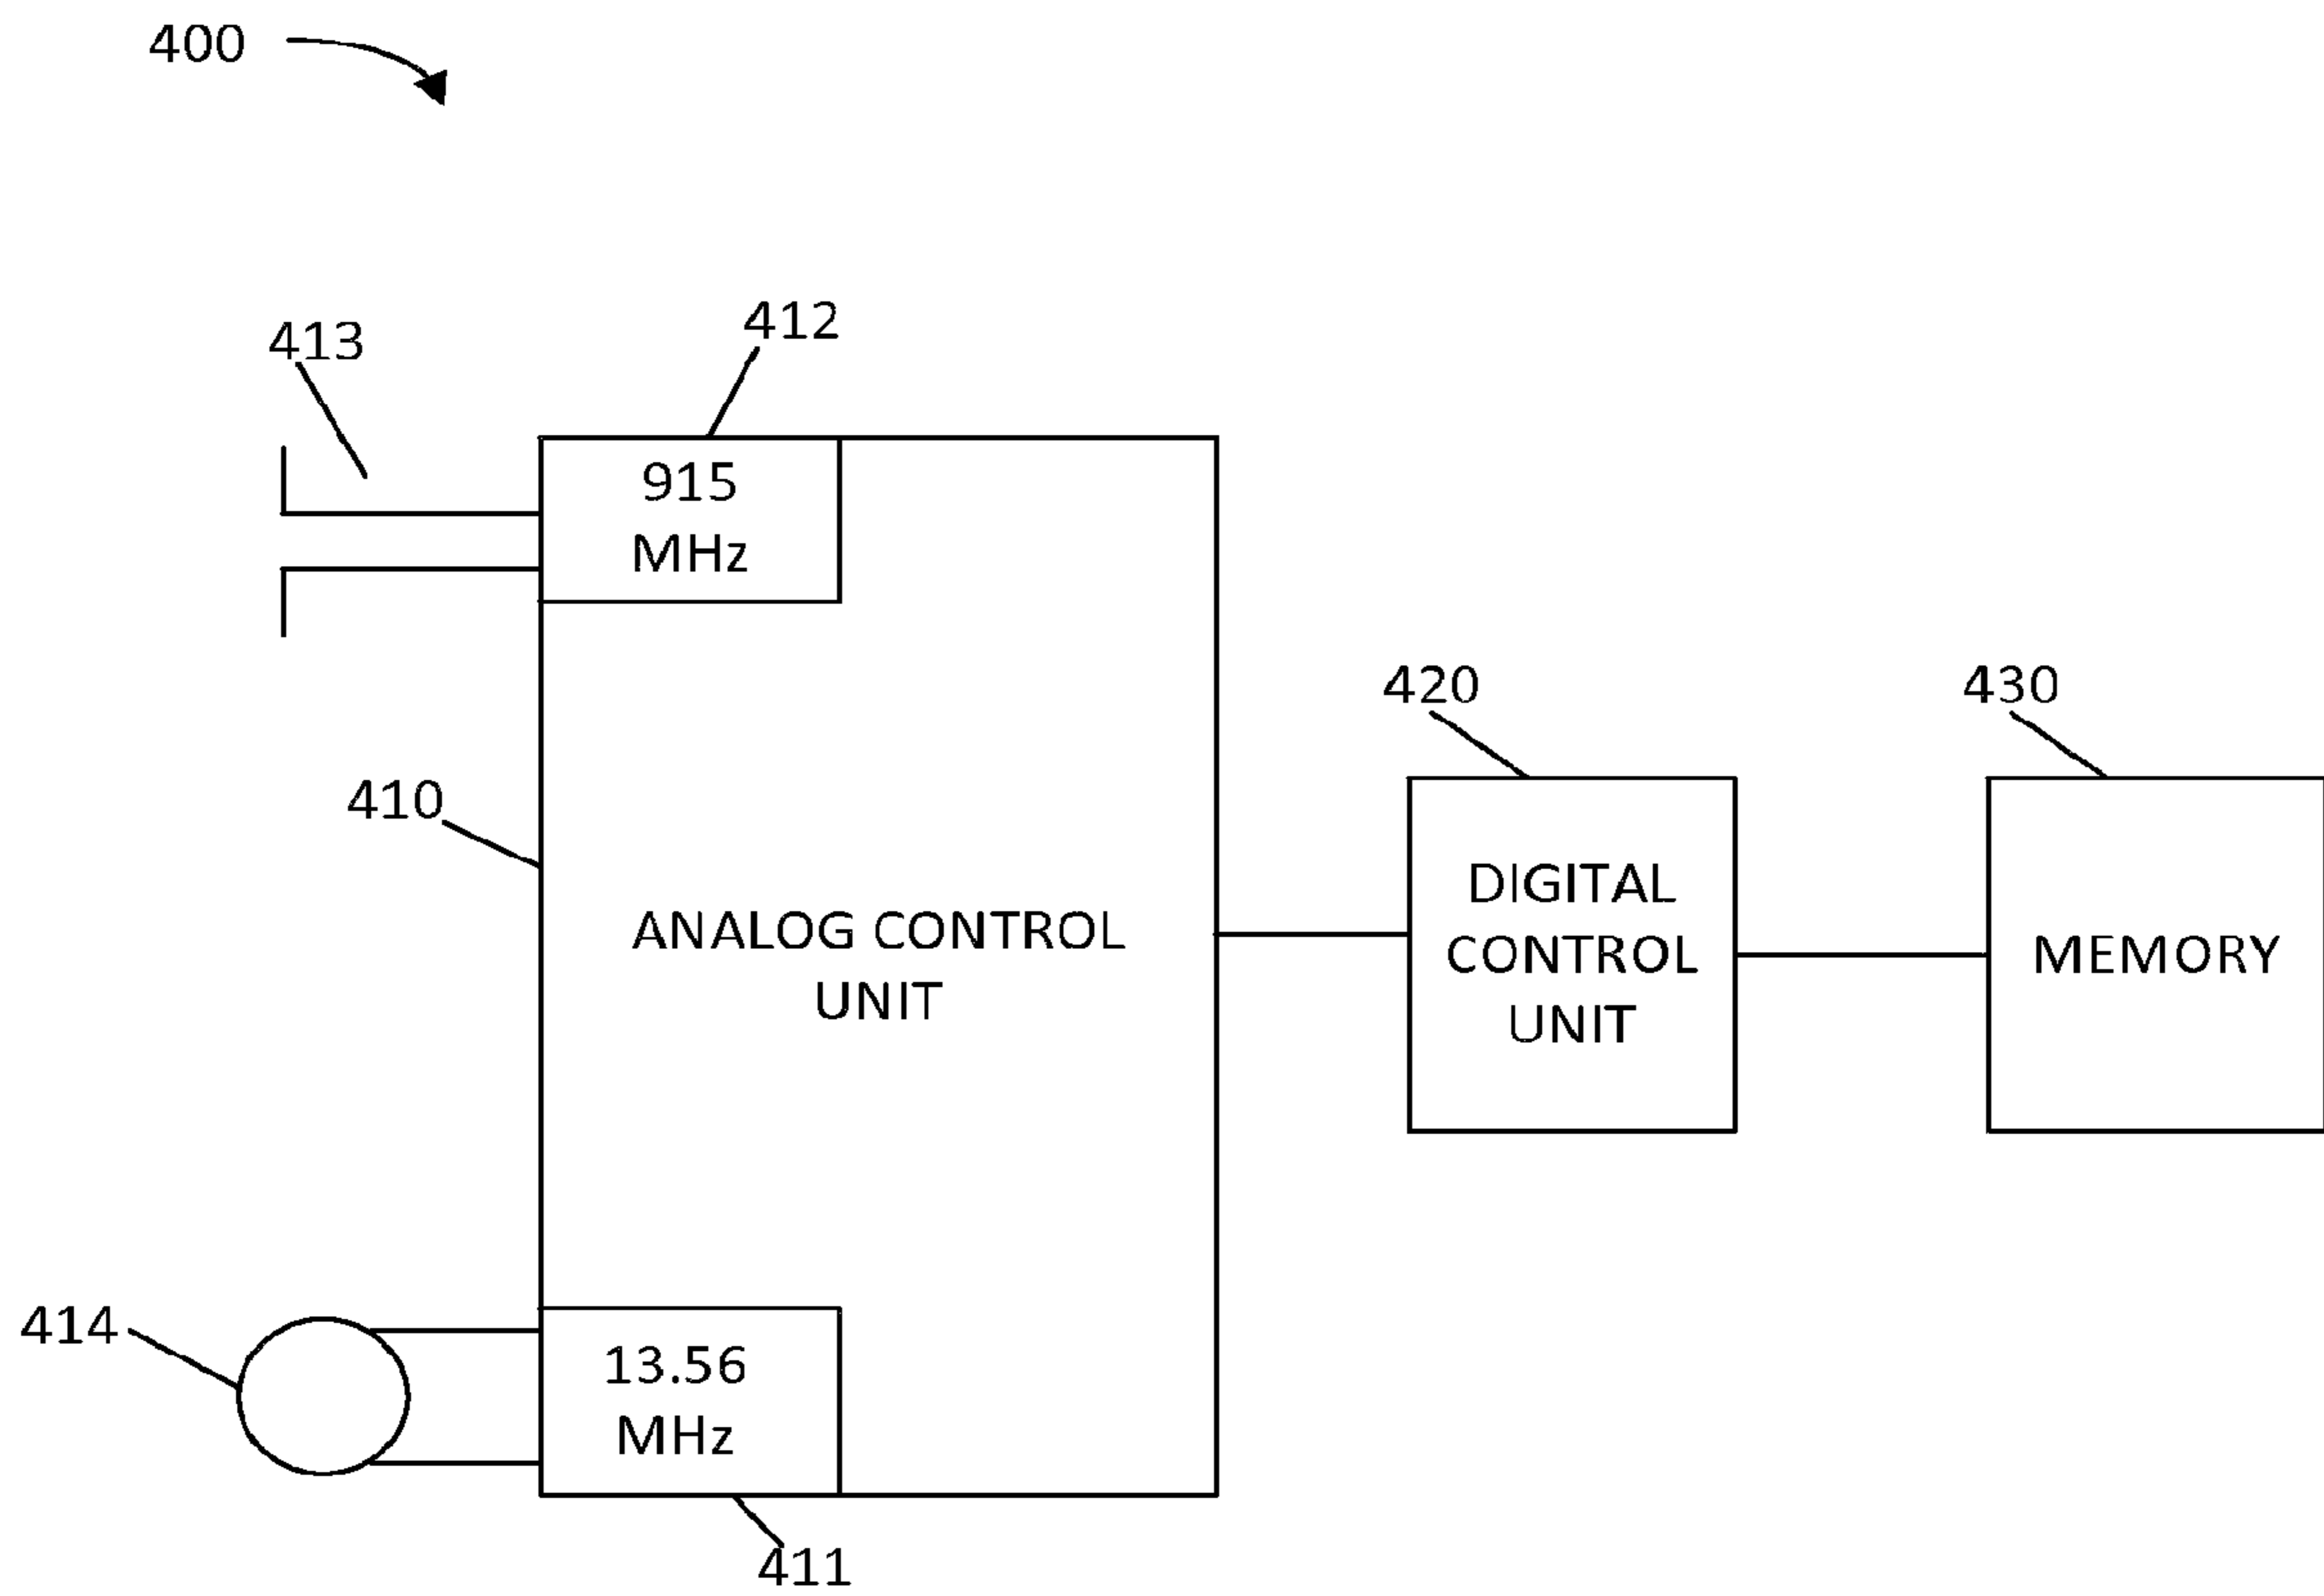 400
412
413
915
MHz
420
430
410
DIGITAL
CONTROL
UNIT
ANALOG CONTROL
UNIT
MEMORY
414
13.56
MHz
411